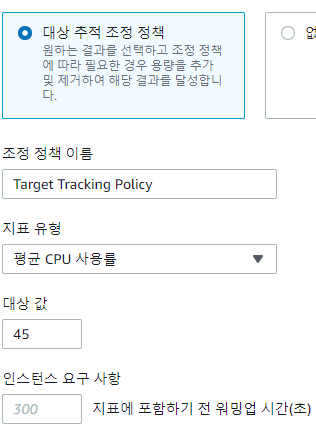 대상 추적 조정 정책
원하는 결과를 선택하고 조정 정책
에 따라 필요한 경우 용량을 추가
및 제거하여 해당 결과를 달성합니
다.
없
조정 정책 이름
Target Tracking Policy
지표 유형
평균 CPU 사용률
대상 값
45
인스턴스 요구 사항
300 지표에 포함하기 전 워밍업 시간(초)